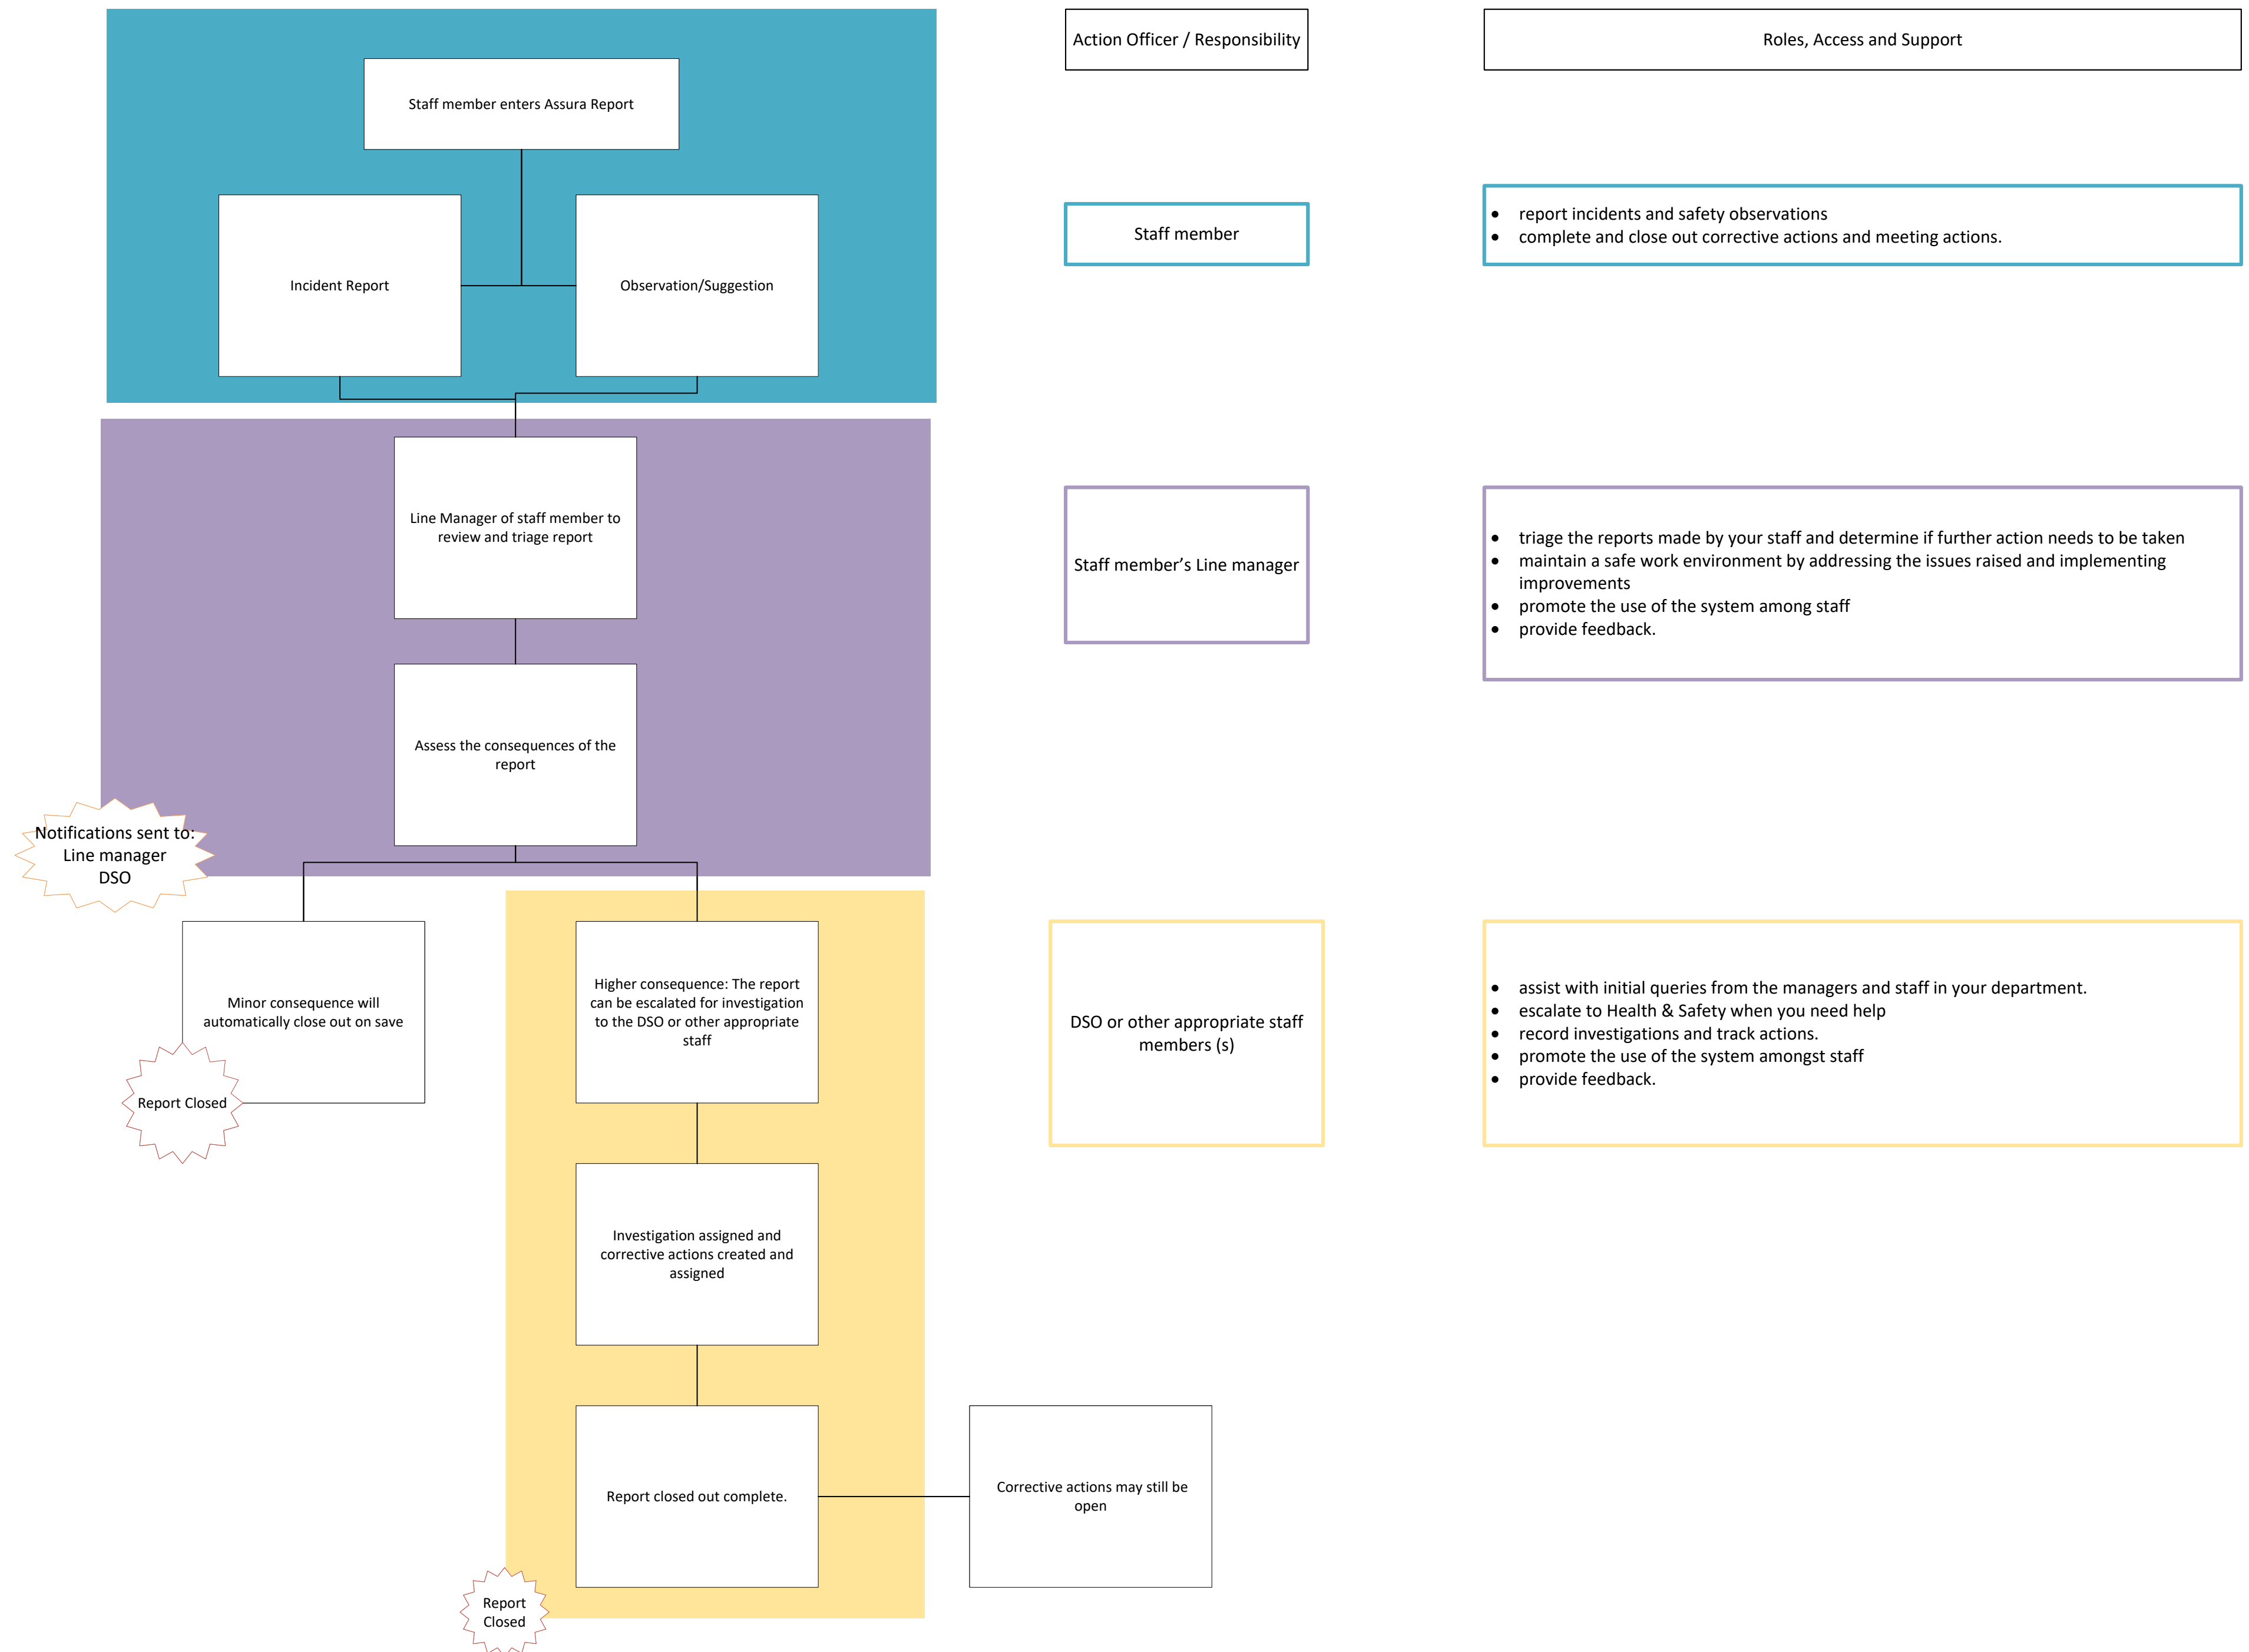 Action Officer / Responsibility
Roles, Access and Support
Staff member enters Assura Report
Incident Report
Observation/Suggestion
Staff member
• report incidents and safety observations
• complete and close out corrective actions and meeting actions.
Line Manager of staff member to
review and triage report
Staff member’s Line manager
• triage the reports made by your staff and determine if further action needs to be taken
• maintain a safe work environment by addressing the issues raised and implementing
improvements
• promote the use of the system among staff
• provide feedback.
Assess the consequences of the
report
Notifications sent to:
Line manager
DSO
Minor consequence will
automatically close out on save
Report Closed
Higher consequence: The report
can be escalated for investigation
to the DSO or other appropriate
staff
DSO or other appropriate staff
members (s)
• assist with initial queries from the managers and staff in your department.
• escalate to Health & Safety when you need help
• record investigations and track actions.
• promote the use of the system amongst staff
• provide feedback.
Investigation assigned and
corrective actions created and
assigned
Report closed out complete.
Corrective actions may still be
open
Report
Closed